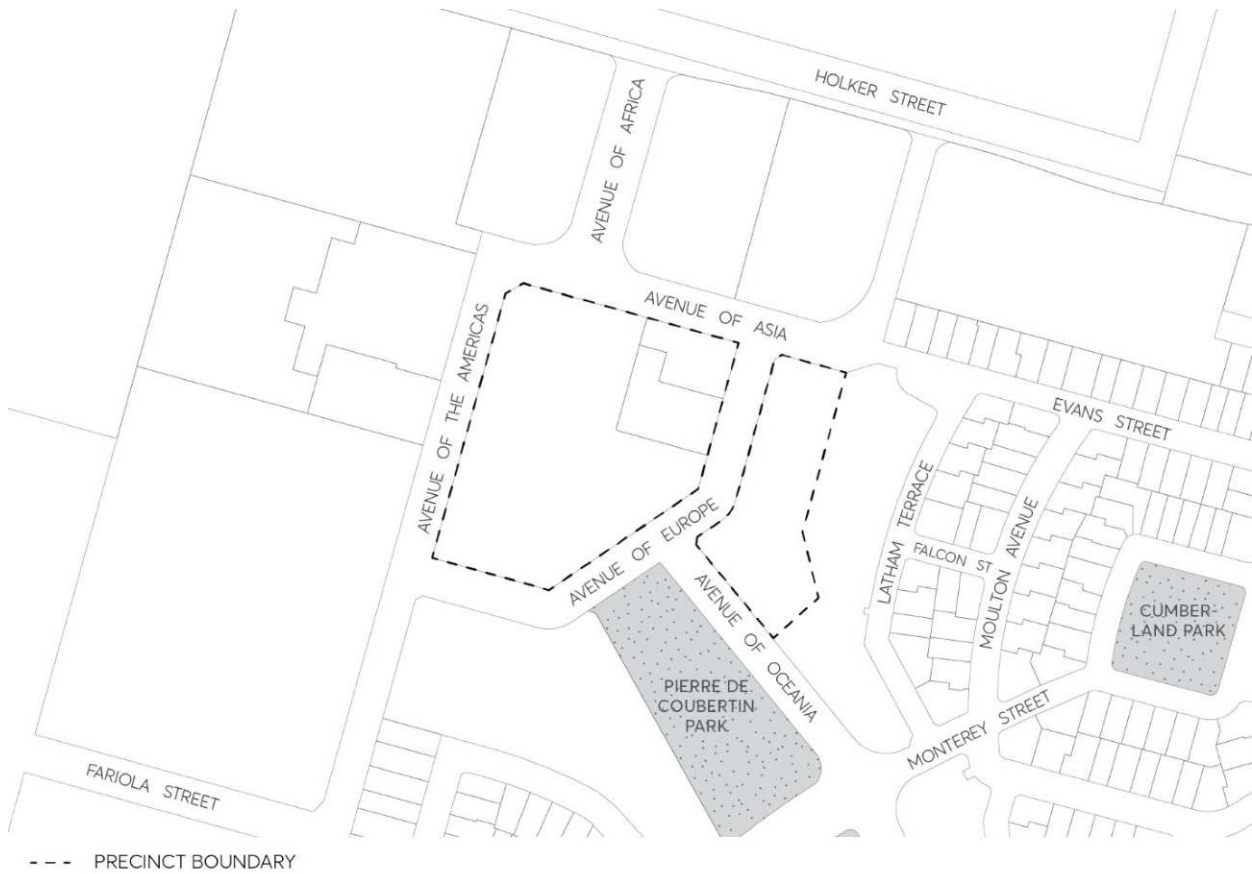 HOLKER STREET
AVENUE OF AFRICA
AVENUE OF ASIA
AVENUE OF THE AMERICAS
EVANS STREET
AVENUE OF EUROPE
LATHAM TERRACE
FALCON ST
MOULTON AVENUE
AVENUE OF OCEANIA
CUMBER-
LAND PARK
PIERRE DE
COUBERTIN
PARK
MONTEREY STREET
FARIOLA STREET
PRECINCT BOUNDARY